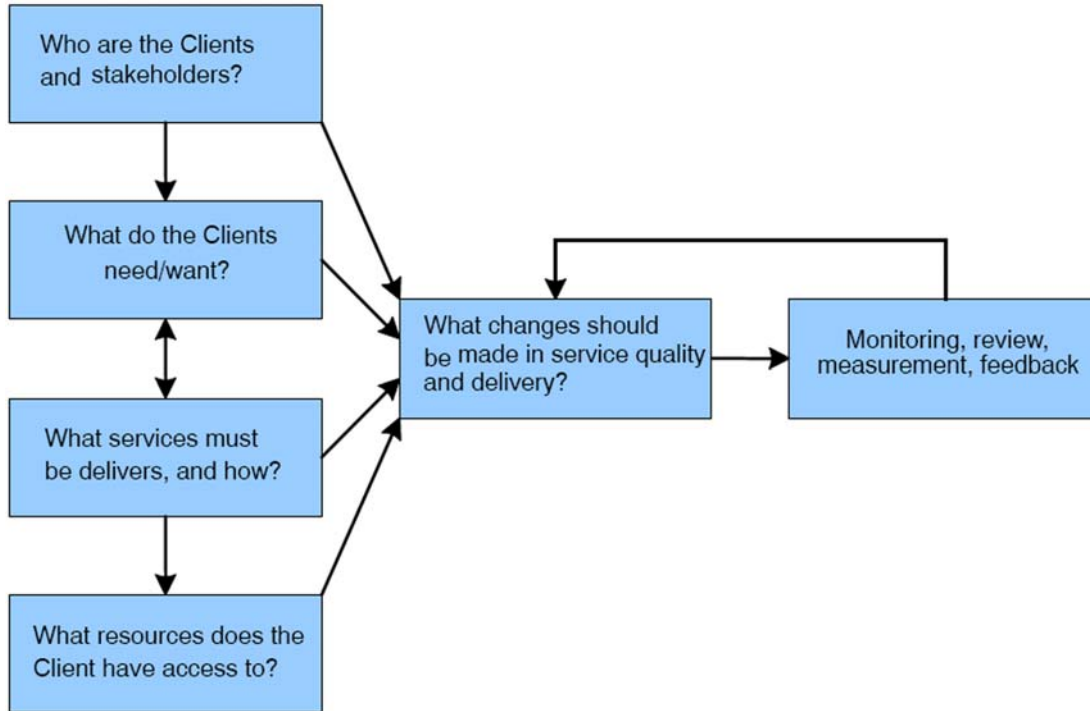 Who are the Clients
and stakeholders?
What do the Clients
need/want?
What services must
be delivers, and how?
What resources does the
Client have access to?
What changes should
be made in service quality
and delivery?
Monitoring, review,
measurement, feedback